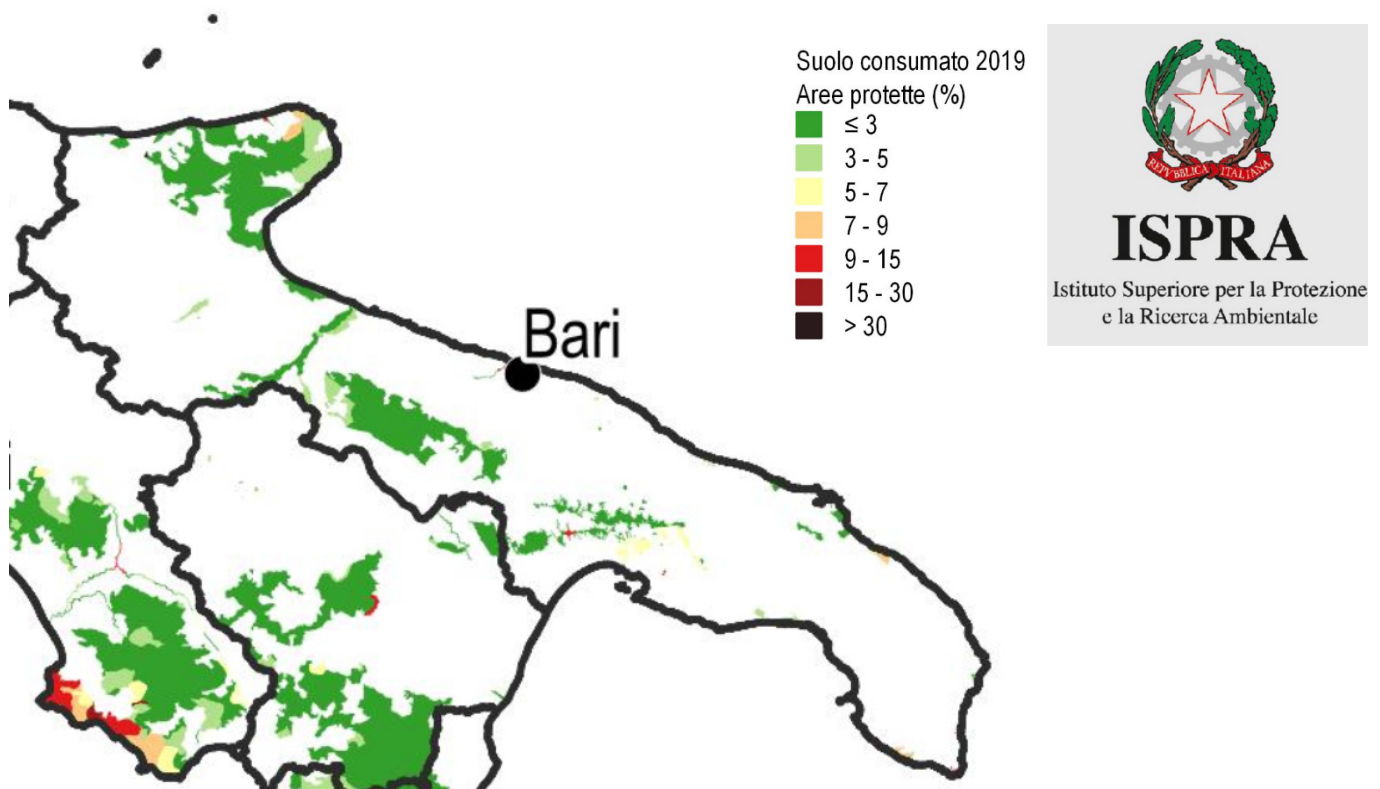 Suolo consumato 2019
Aree protette (%)
≤ 3
3 - 5
5 - 7
7 - 9
9 - 15
15 - 30
> 30
Bari
REPVBBLICA ITALIANA
ISPRA
Istituto Superiore per la Protezione
e la Ricerca Ambientale